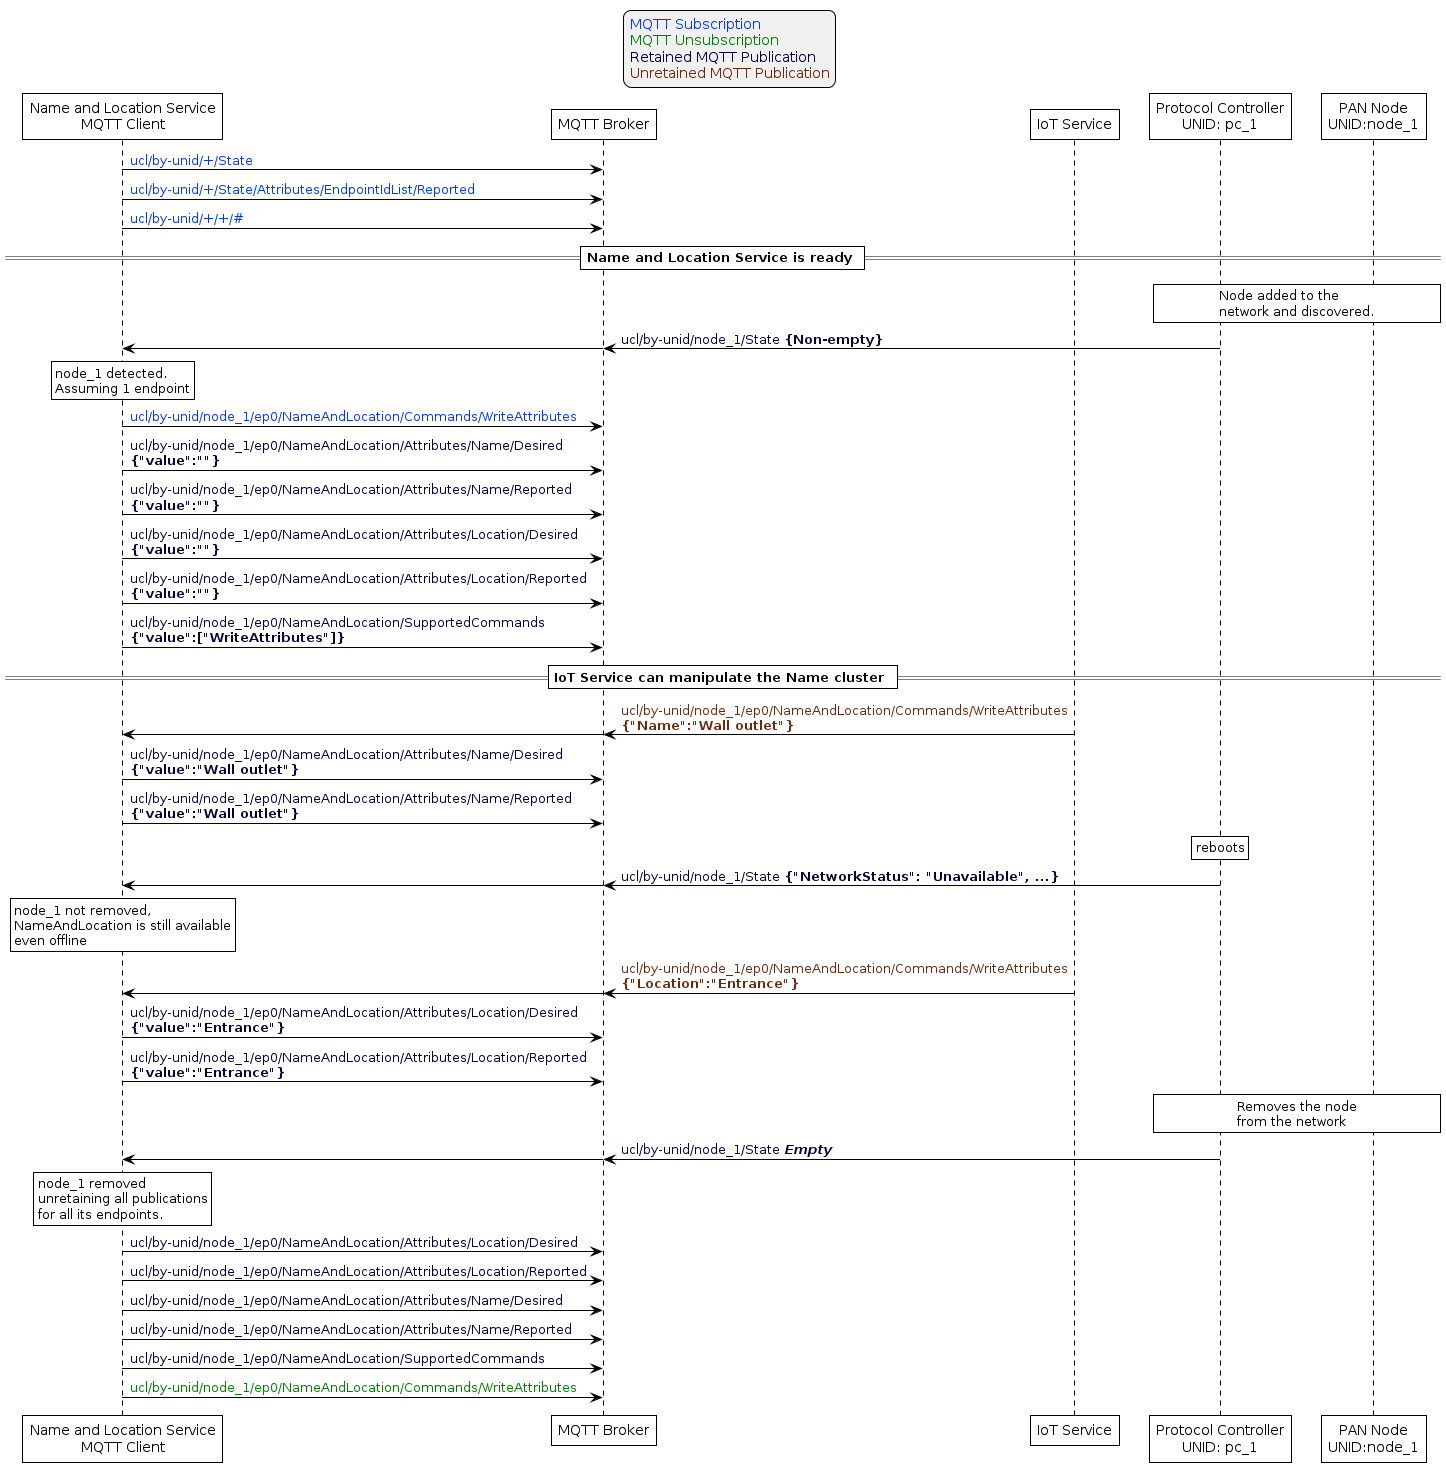 MQTT Subscription
MQTT Unsubscription
Retained MQTT Publication
Unretained MQTT Publication
Name and Location Service
MQTT Client
MQTT Broker
IoT Service
Protocol Controller
UNID: pc_1
PAN Node
UNID:node_1
ucl/by-unid/+/State
ucl/by-unid/+/State/Attributes/EndpointIdList/Reported
ucl/by-unid/+/+/#
Name and Location Service is ready
Node added to the
network and discovered.
ucl/by-unid/node_1/State {Non-empty}
node_1 detected.
Assuming 1 endpoint
ucl/by-unid/node_1/ep0/NameAndLocation/Commands/WriteAttributes
ucl/by-unid/node_1/ep0/NameAndLocation/Attributes/Name/Desired
{"value":""}
ucl/by-unid/node_1/ep0/NameAndLocation/Attributes/Name/Reported
{"value":""}
ucl/by-unid/node_1/ep0/NameAndLocation/Attributes/Location/Desired
{"value":""}
ucl/by-unid/node_1/ep0/NameAndLocation/Attributes/Location/Reported
{"value":""}
ucl/by-unid/node_1/ep0/NameAndLocation/SupportedCommands
{"value":["WriteAttributes"]}
IoT Service can manipulate the Name cluster
ucl/by-unid/node_1/ep0/NameAndLocation/Commands/WriteAttributes
{"Name":"Wall outlet"}
ucl/by-unid/node_1/ep0/NameAndLocation/Attributes/Name/Desired
{"value":"Wall outlet"}
ucl/by-unid/node_1/ep0/NameAndLocation/Attributes/Name/Reported
{"value":"Wall outlet"}
reboots
ucl/by-unid/node_1/State {"NetworkStatus": "Unavailable", ...}
node_1 not removed,
NameAndLocation is still available
even offline
ucl/by-unid/node_1/ep0/NameAndLocation/Commands/WriteAttributes
{"Location":"Entrance"}
ucl/by-unid/node_1/ep0/NameAndLocation/Attributes/Location/Desired
{"value":"Entrance"}
ucl/by-unid/node_1/ep0/NameAndLocation/Attributes/Location/Reported
{"value":"Entrance"}
Removes the node
from the network
ucl/by-unid/node_1/State Empty
node_1 removed
unretaining all publications
for all its endpoints.
ucl/by-unid/node_1/ep0/NameAndLocation/Attributes/Location/Desired
ucl/by-unid/node_1/ep0/NameAndLocation/Attributes/Location/Reported
ucl/by-unid/node_1/ep0/NameAndLocation/Attributes/Name/Desired
ucl/by-unid/node_1/ep0/NameAndLocation/Attributes/Name/Reported
ucl/by-unid/node_1/ep0/NameAndLocation/SupportedCommands
ucl/by-unid/node_1/ep0/NameAndLocation/Commands/WriteAttributes
Name and Location Service
MQTT Client
MQTT Broker
IoT Service
Protocol Controller
UNID: pc_1
PAN Node
UNID:node_1